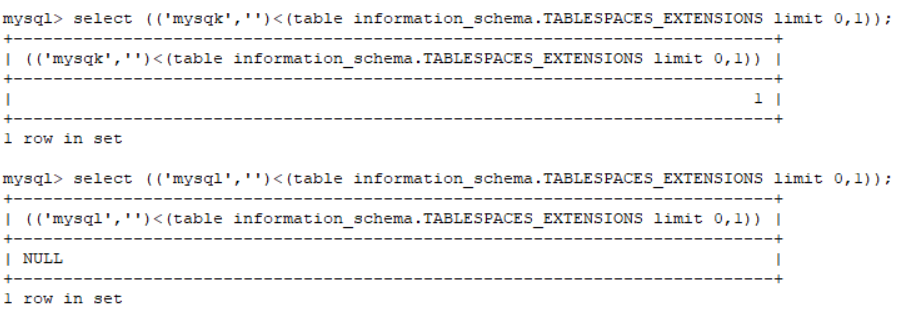 mysql> select (('mysqk','')<(table information_schema.TABLESPACES_EXTENSIONS limit 0,1));
+----------------------------------------------------------------------------+
| (('mysqk','')<(table information_schema.TABLESPACES_EXTENSIONS limit 0,1)) |
+----------------------------------------------------------------------------+
|                                                                          1 |
+----------------------------------------------------------------------------+
1 row in set
mysql> select (('mysql','')<(table information_schema.TABLESPACES_EXTENSIONS limit 0,1));
+----------------------------------------------------------------------------+
| (('mysql','')<(table information_schema.TABLESPACES_EXTENSIONS limit 0,1)) |
+----------------------------------------------------------------------------+
| NULL                                                                       |
+----------------------------------------------------------------------------+
1 row in set